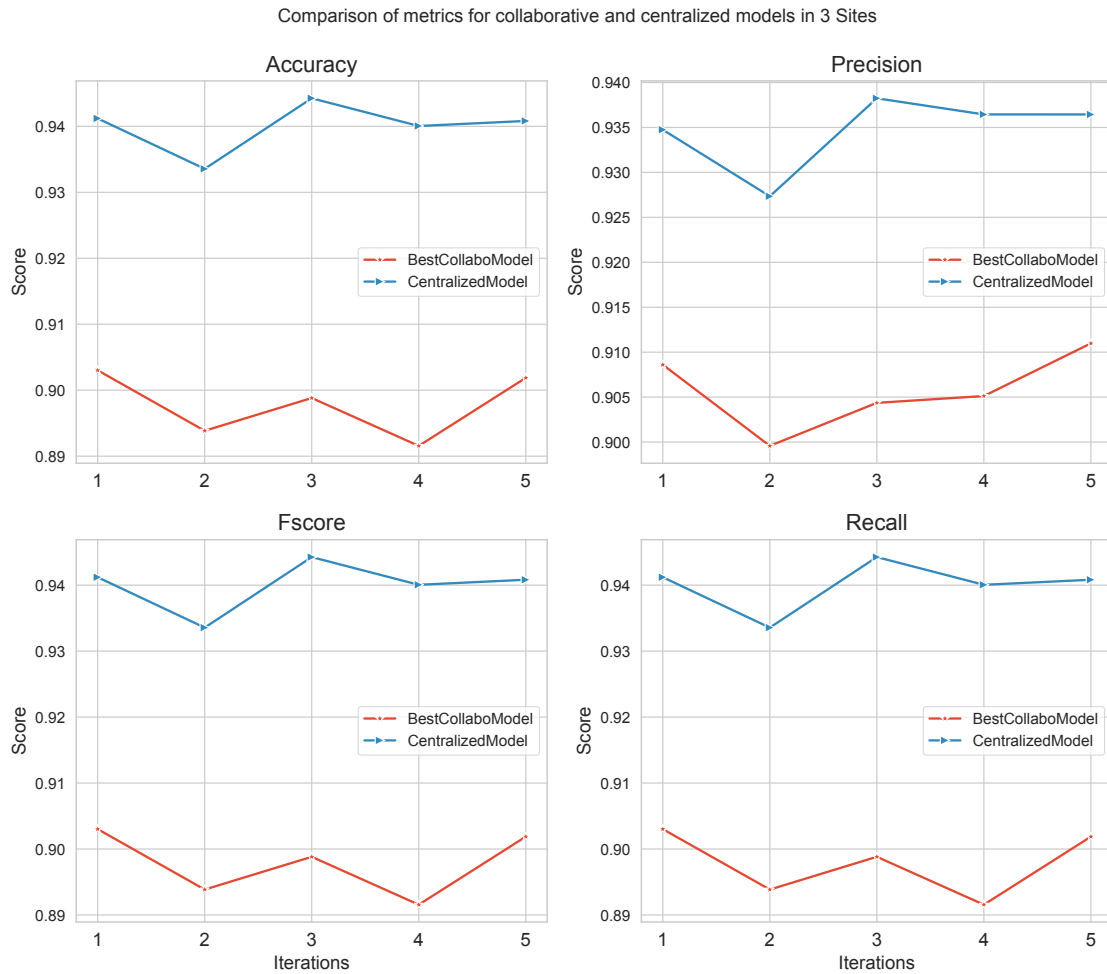 Comparison of metrics for collaborative and centralized models in 3 Sites
Accuracy
Score
0.94
0.93
0.92
0.91
0.90
0.89
BestCollaboModel
CentralizedModel
1 2 3 4 5
Precision
Score
0.940
0.935
0.930
0.925
0.920
0.915
0.910
0.905
0.900
BestCollaboModel
CentralizedModel
1 2 3 4 5
Fscore
Score
0.94
0.93
0.92
0.91
0.90
0.89
BestCollaboModel
CentralizedModel
1 2 3 4 5
Iterations
Recall
Score
0.94
0.93
0.92
0.91
0.90
0.89
BestCollaboModel
CentralizedModel
1 2 3 4 5
Iterations